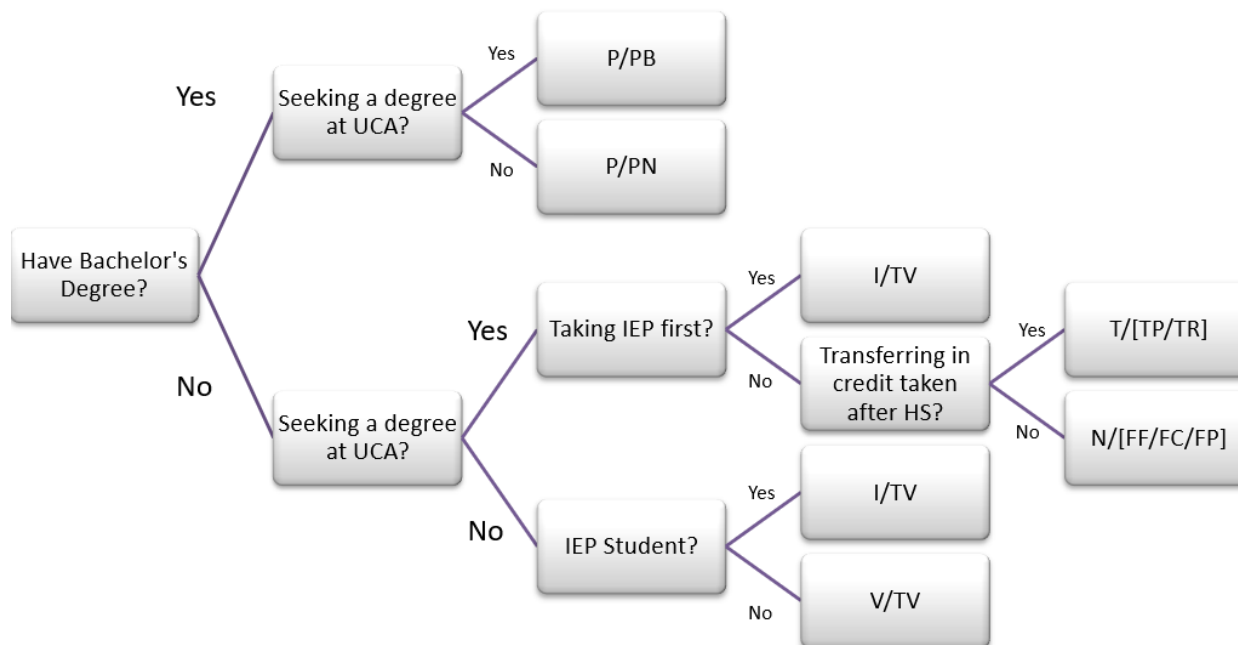 Have Bachelor's
Degree?
Yes
Seeking a degree
at UCA?
Yes
P/PB
No
P/PN
No
Seeking a degree
at UCA?
Yes
Taking IEP first?
Yes
I/TV
No
Transferring in
credit taken
after HS?
Yes
T/[TP/TR]
No
N/[FF/FC/FP]
No
IEP Student?
Yes
I/TV
No
V/TV